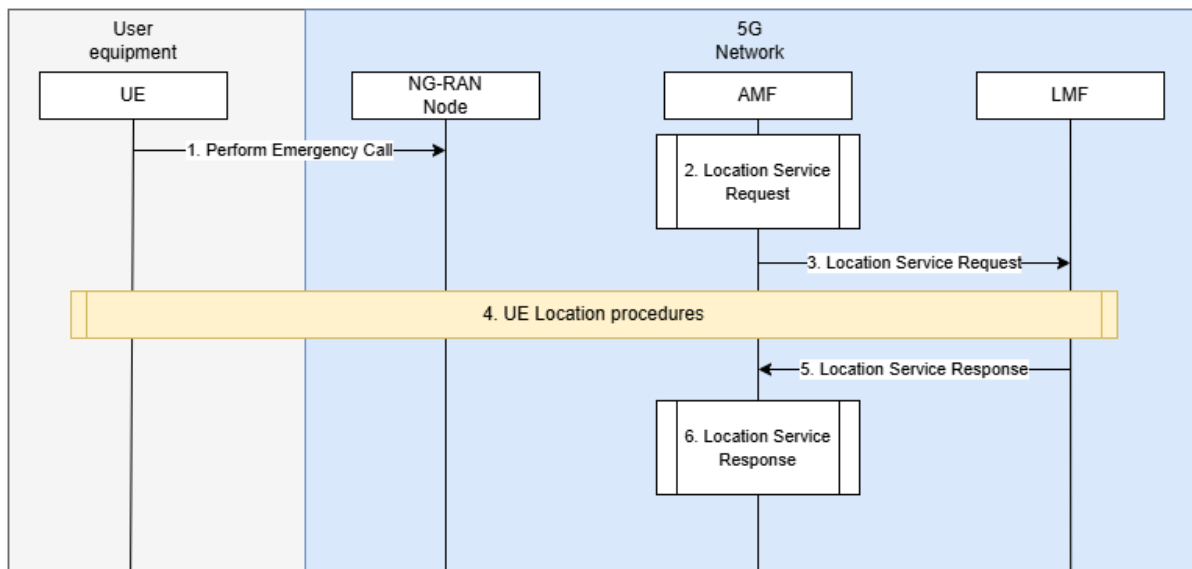 User
equipment
5G
Network
UE
NG-RAN
Node
AMF
LMF
1. Perform Emergency Call
2. Location Service
Request
3. Location Service Request
4. UE Location procedures
5. Location Service Response
6. Location Service
Response